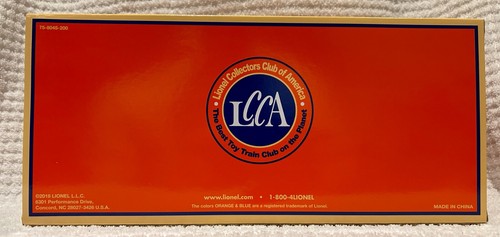 75-8040-200
Lionel Collectors Club of America
LCCA
The Best Toy Train Club on the Planet
©2018 LIONEL L.L.C.
6301 Performance Drive,
Concord, NC 28027-3426 U.S.A.
www.lionel.com • 1-800-4LIONEL
The colors ORANGE & BLUE are a registered trademark of Lionel.
MADE IN CHINA